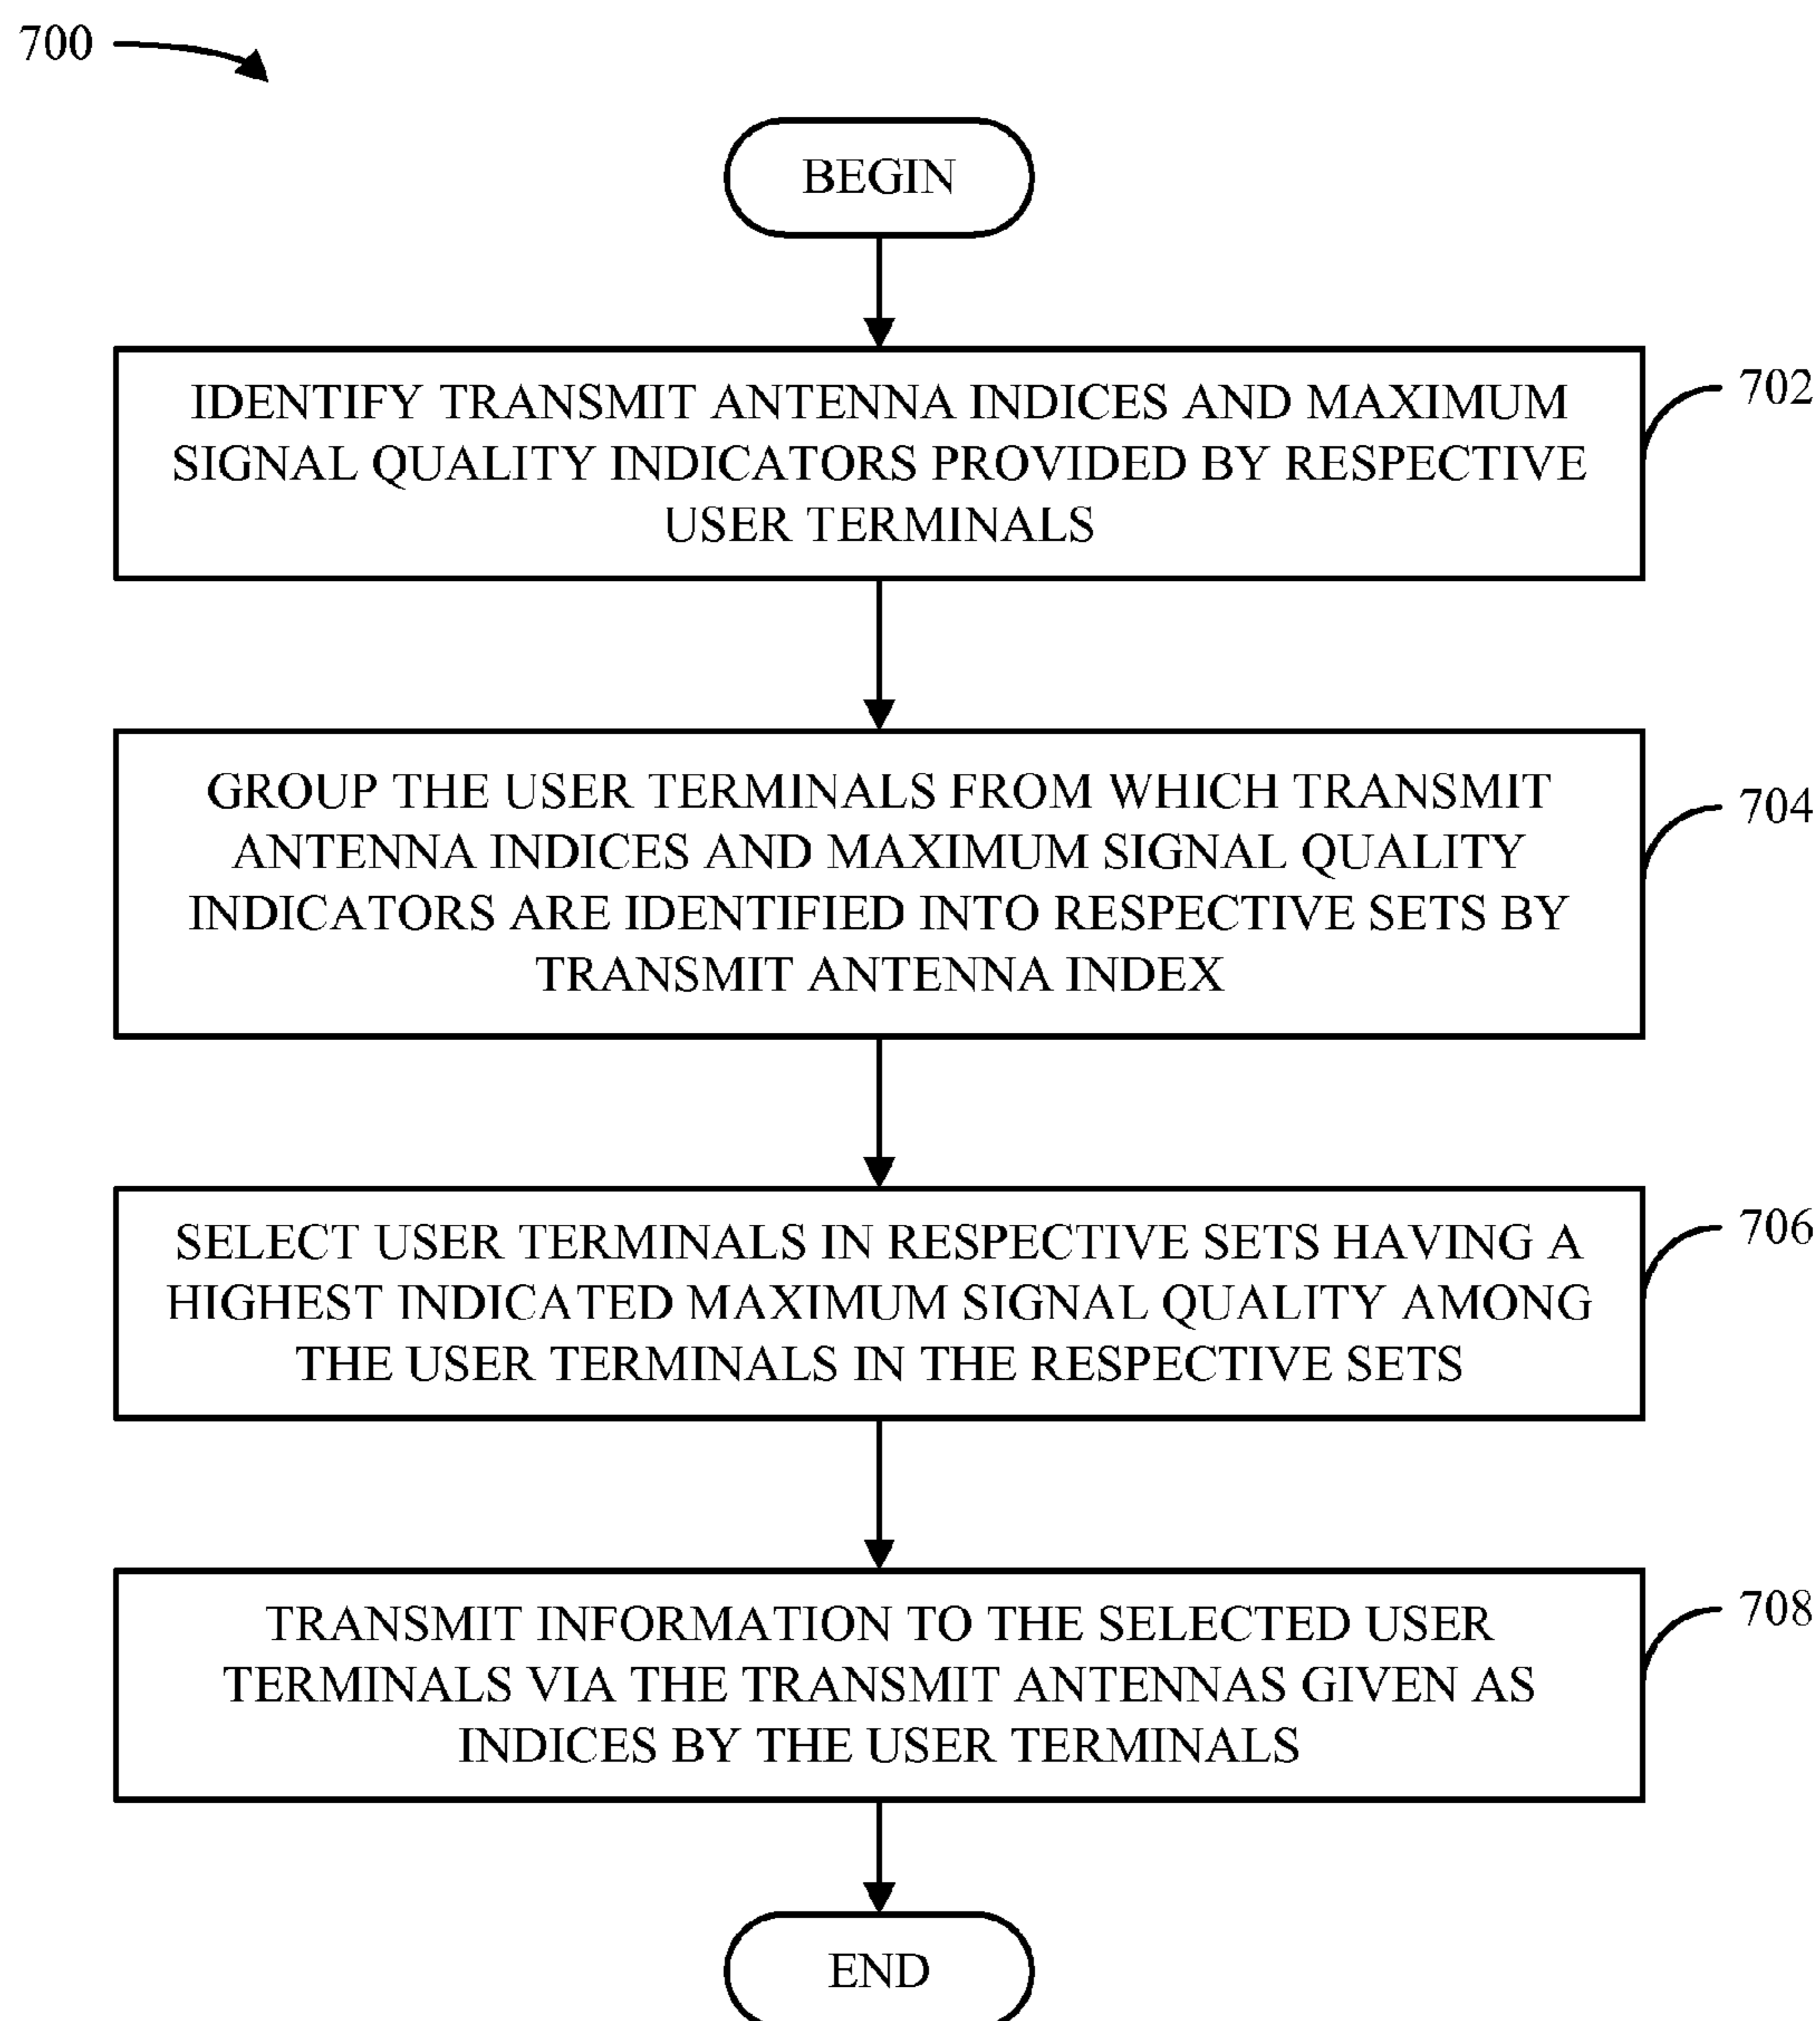 700
BEGIN
IDENTIFY TRANSMIT ANTENNA INDICES AND MAXIMUM
SIGNAL QUALITY INDICATORS PROVIDED BY RESPECTIVE
USER TERMINALS
702
GROUP THE USER TERMINALS FROM WHICH TRANSMIT
ANTENNA INDICES AND MAXIMUM SIGNAL QUALITY
INDICATORS ARE IDENTIFIED INTO RESPECTIVE SETS BY
TRANSMIT ANTENNA INDEX
704
SELECT USER TERMINALS IN RESPECTIVE SETS HAVING A
HIGHEST INDICATED MAXIMUM SIGNAL QUALITY AMONG
THE USER TERMINALS IN THE RESPECTIVE SETS
706
TRANSMIT INFORMATION TO THE SELECTED USER
TERMINALS VIA THE TRANSMIT ANTENNAS GIVEN AS
INDICES BY THE USER TERMINALS
708
END